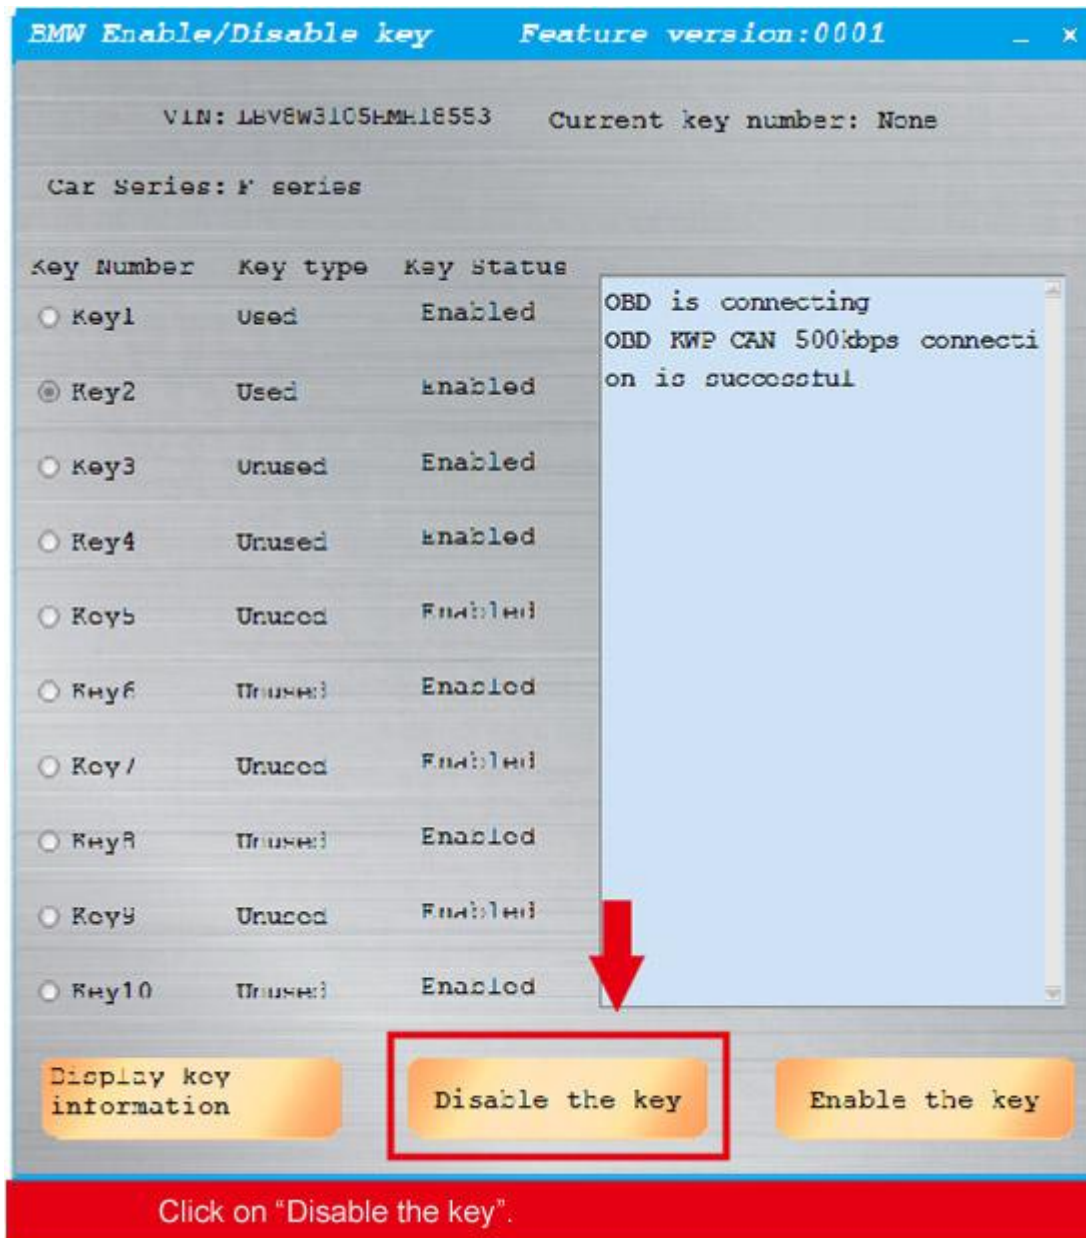 BMW Enable/Disable key Feature version:0001
VIN: Current key number: None
Car Series: F series
Key Number Key type Key Status
Key1 Used Enabled
Key2 Used Enabled
Key3 Unused Enabled
Key4 Unused Enabled
Key5 Unused Enabled
Key6 Unused Enabled
Key7 Unused Enabled
Key8 Unused Enabled
Key9 Unused Enabled
Key10 Unused Enabled
OBD is connecting
OBD KWP CAN 500kbps connecti
on is successful
Display key
information
Disable the key
Enable the key
Click on “Disable the key”.